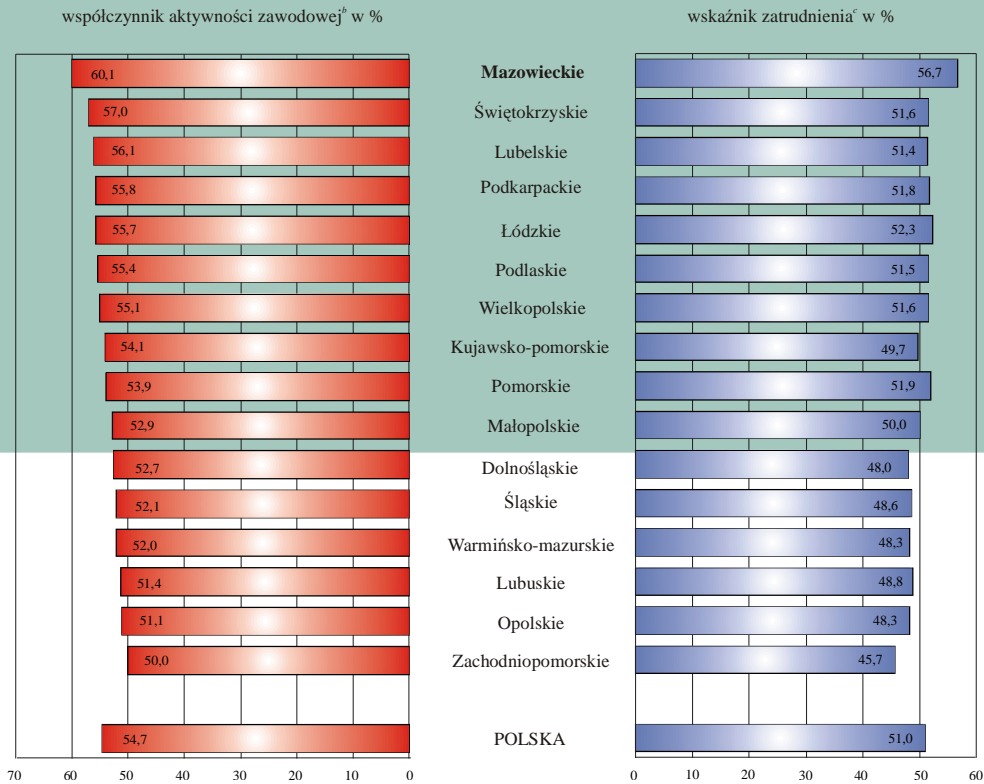 współczynnik aktywności zawodowej^b w %
wskaźnik zatrudnienia^c w %
60,1 Mazowieckie 56,7
57,0 Świętokrzyskie 51,6
56,1 Lubelskie 51,4
55,8 Podkarpackie 51,8
55,7 Łódzkie 52,3
55,4 Podlaskie 51,5
55,1 Wielkopolskie 51,6
54,1 Kujawsko-pomorskie 49,7
53,9 Pomorskie 51,9
52,9 Małopolskie 50,0
52,7 Dolnośląskie 48,0
52,1 Śląskie 48,6
52,0 Warmińsko-mazurskie 48,3
51,4 Lubuskie 48,8
51,1 Opolskie 48,3
50,0 Zachodniopomorskie 45,7
54,7 POLSKA 51,0
70 60 50 40 30 20 10 0
0 10 20 30 40 50 60